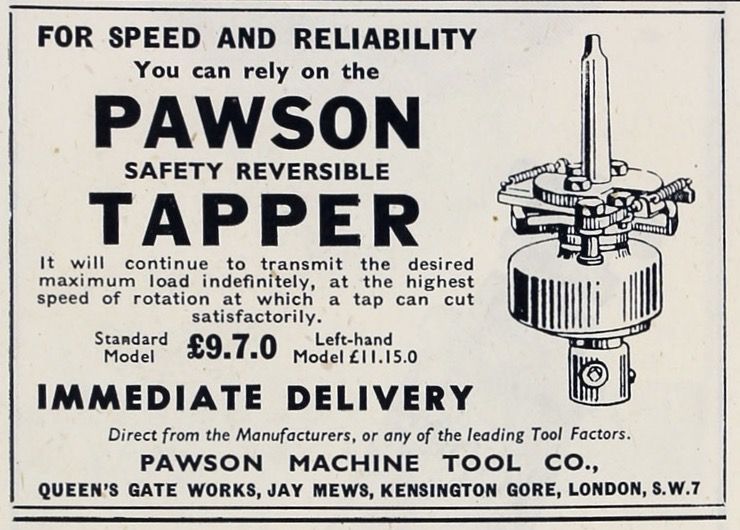 FOR SPEED AND RELIABILITY
You can rely on the
PAWSON
SAFETY REVERSIBLE
TAPPER
It will continue to transmit the desired
maximum load indefinitely, at the highest
speed of rotation at which a tap can cut
satisfactorily.
Standard Model £9.7.0 Left-hand Model £11.15.0
IMMEDIATE DELIVERY
Direct from the Manufacturers, or any of the leading Tool Factors.
PAWSON MACHINE TOOL CO.,
QUEEN'S GATE WORKS, JAY MEWS, KENSINGTON GORE, LONDON, S.W.7